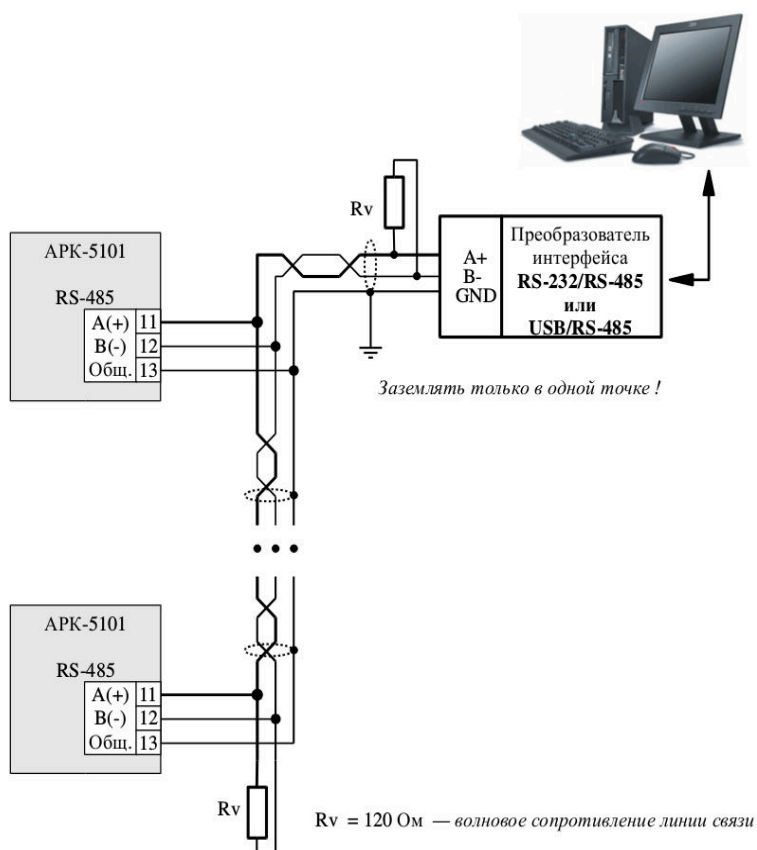 Rv
АРК-5101
RS-485
A(+) 11
B(-) 12
Общ. 13
A+
B-
GND
Преобразователь
интерфейса
RS-232/RS-485
или
USB/RS-485
Заземлять только в одной точке !
АРК-5101
RS-485
A(+) 11
B(-) 12
Общ. 13
Rv
Rv = 120 Ом — волновое сопротивление линии связи